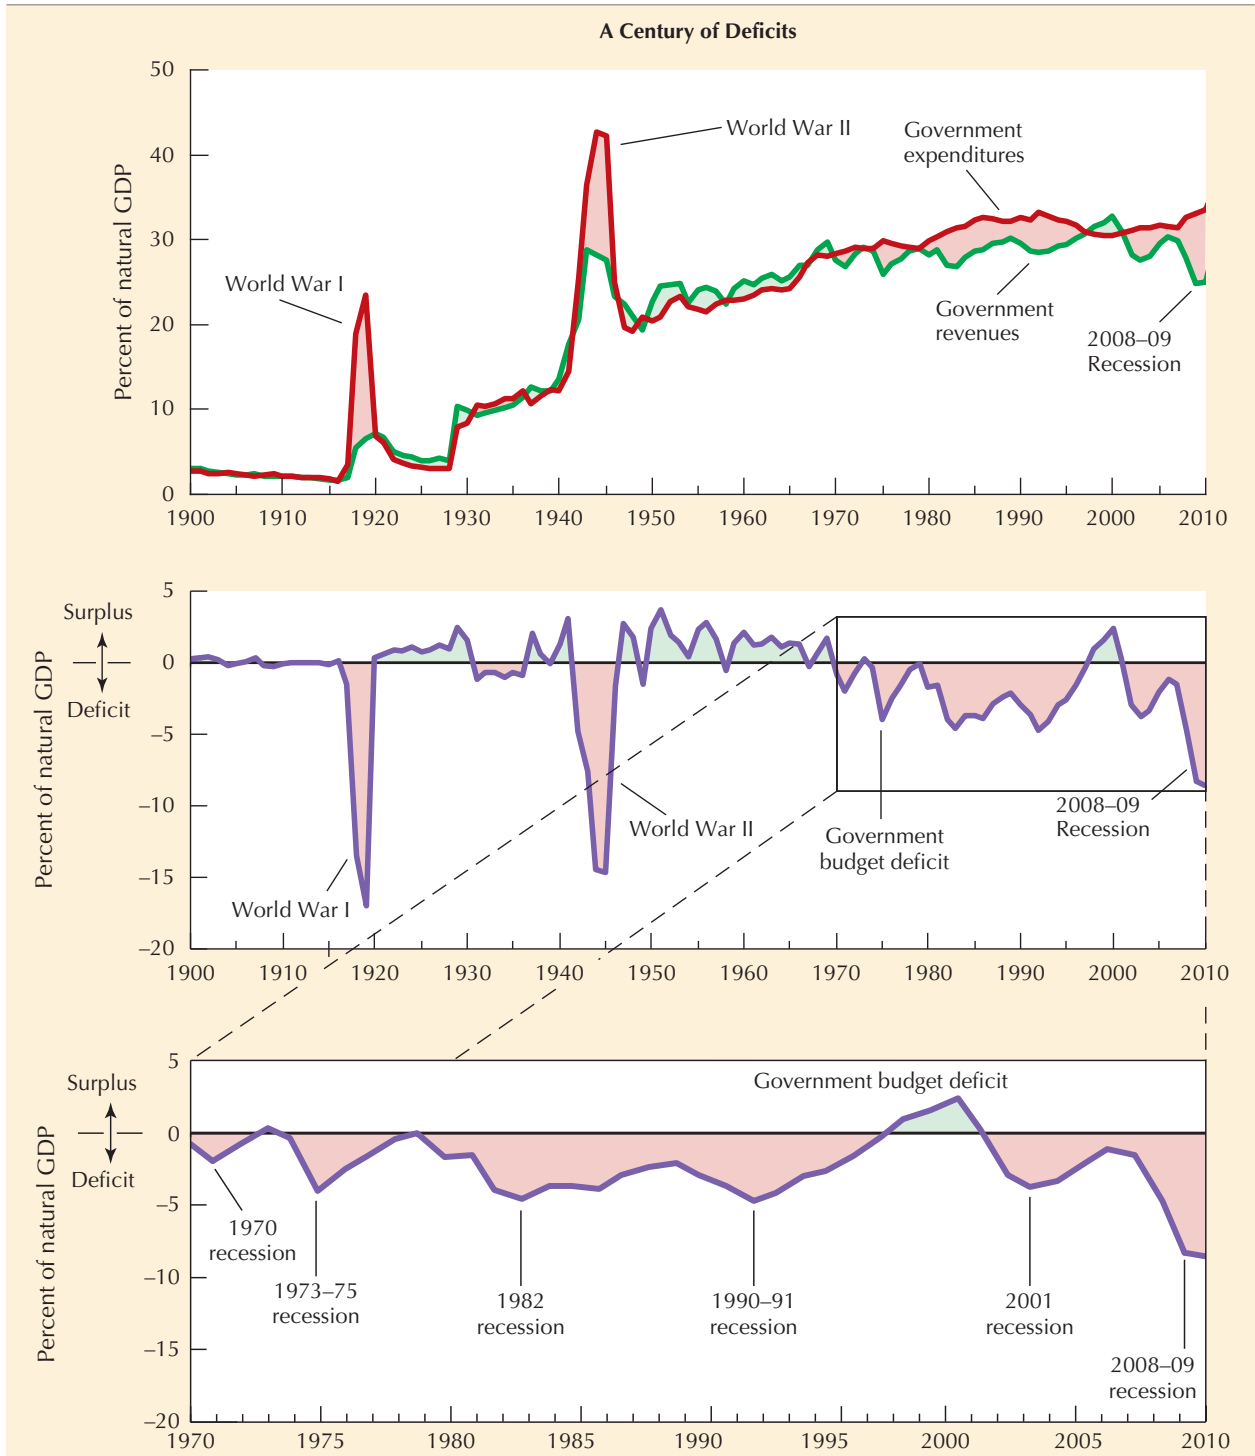 A Century of Deficits
Percent of natural GDP
50
40
30
20
10
0
World War I
World War II
Government
expenditures
Government
revenues
2008–09
Recession
1900 1910 1920 1930 1940 1950 1960 1970 1980 1990 2000 2010
Percent of natural GDP
Surplus
Deficit
5
0
–5
–10
–15
–20
World War I
World War II
Government
budget deficit
2008–09
Recession
1900 1910 1920 1930 1940 1950 1960 1970 1980 1990 2000 2010
Percent of natural GDP
Surplus
Deficit
5
0
–5
–10
–15
–20
Government budget deficit
1970
recession
1973–75
recession
1982
recession
1990–91
recession
2001
recession
2008–09
recession
1970 1975 1980 1985 1990 1995 2000 2005 2010